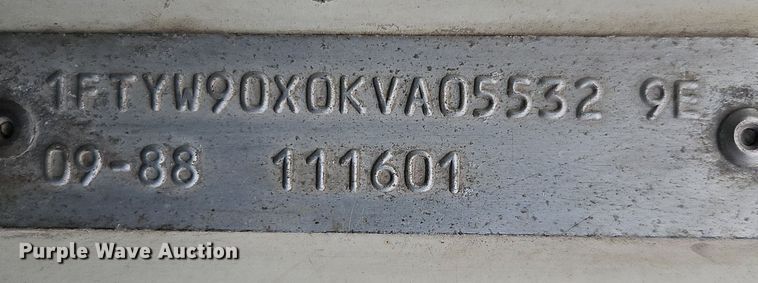 1FTYW90X0KVA05532 9E
09-88 111601
Purple Wave Auction